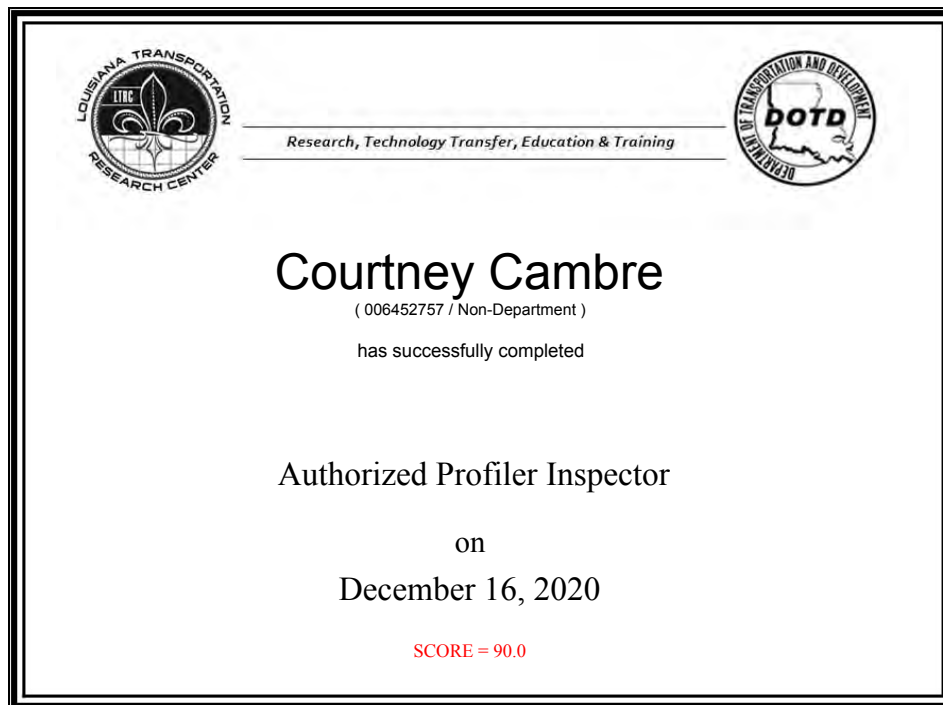 LOUISIANA TRANSPORTATION
LTRC
RESEARCH CENTER
Research, Technology Transfer, Education & Training
DEPARTMENT OF TRANSPORTATION AND DEVELOPMENT
DOTD
Courtney Cambre
( 006452757 / Non-Department )
has successfully completed
Authorized Profiler Inspector
on
December 16, 2020
SCORE = 90.0